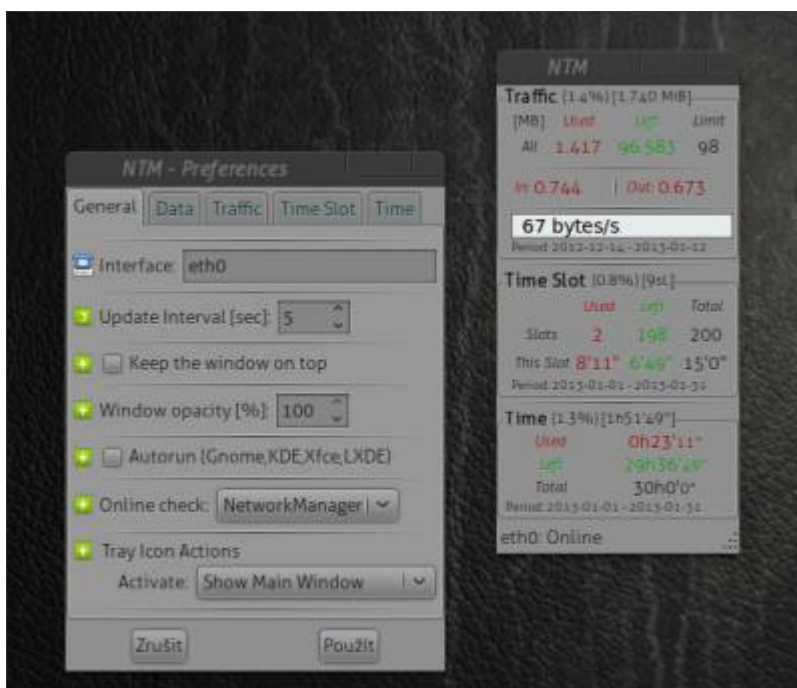 NTM - Preferences
General Data Traffic Time Slot Time
Interface: eth0
Update Interval [sec]: 5
Keep the window on top
Window opacity [%]: 100
Autorun (Gnome,KDE,Xfce,LXDE)
Online check: NetworkManager
Tray Icon Actions
Activate: Show Main Window
Zrušit Použít
NTM
Traffic (1.4%) [1.740 MiB]
[MB] Used Left Limit
All 1.417 96.583 98
In: 0.744 Out: 0.673
67 bytes/s
Period: 2012-12-14 - 2013-01-12
Time Slot (0.8%) [9sL]
Used Left Total
Slots 2 198 200
This Slot 8'11" 6'49" 15'0"
Period: 2013-01-01 - 2013-01-31
Time (1.3%) [1h51'49"]
Used 0h23'11"
Left 29h36'49"
Total 30h0'0"
Period: 2013-01-01 - 2013-01-31
eth0: Online